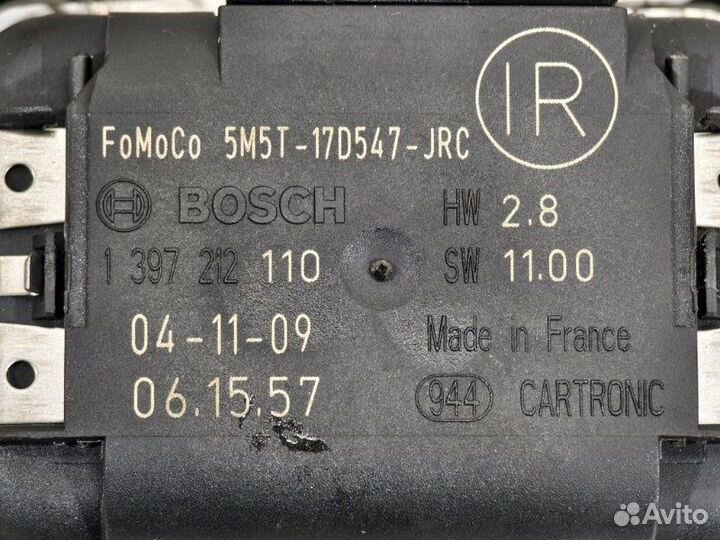 IR
FoMoCo 5M5T-17D547-JRC
BOSCH HW 2.8
1 397 212 110 SW 11.00
04-11-09 Made in France
06.15.57 944 CARTRONIC
Avito